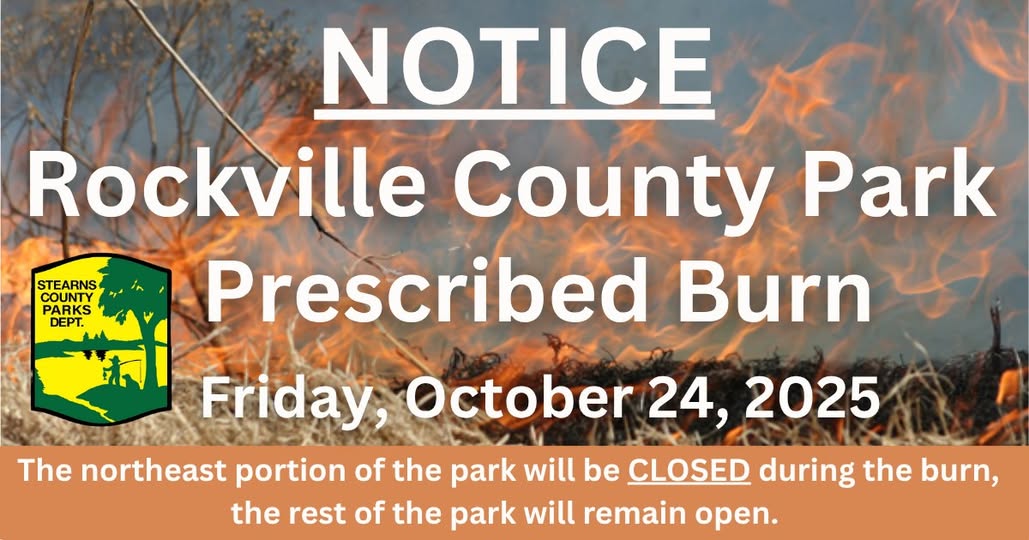 NOTICE
Rockville County Park
Prescribed Burn
STEARNS
COUNTY
PARKS
DEPT.
Friday, October 24, 2025
The northeast portion of the park will be CLOSED during the burn,
the rest of the park will remain open.